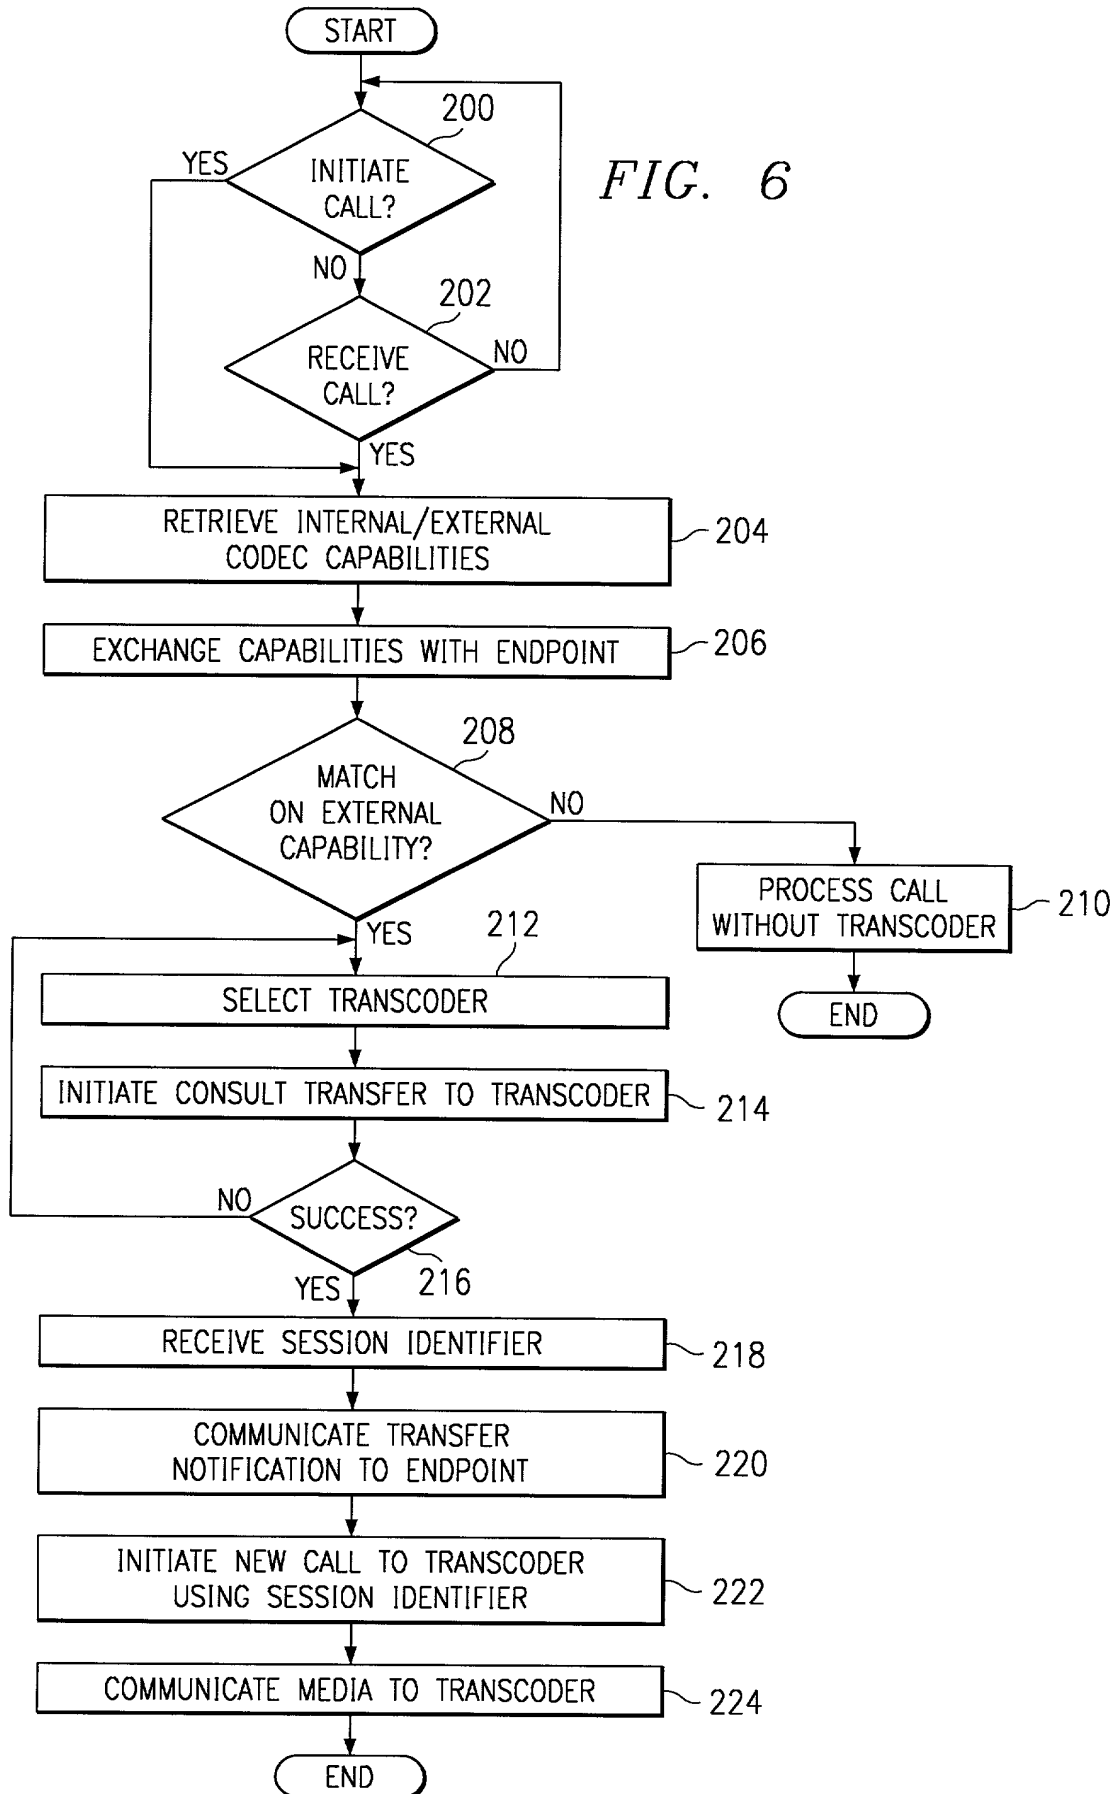 START
200
YES
INITIATE
CALL?
FIG. 6
NO
202
RECEIVE
CALL?
NO
YES
RETRIEVE INTERNAL/EXTERNAL
CODEC CAPABILITIES
204
EXCHANGE CAPABILITIES WITH ENDPOINT
206
208
MATCH
ON EXTERNAL
CAPABILITY?
NO
PROCESS CALL
WITHOUT TRANSCODER
210
END
YES
212
SELECT TRANSCODER
INITIATE CONSULT TRANSFER TO TRANSCODER
214
NO
SUCCESS?
216
YES
RECEIVE SESSION IDENTIFIER
218
COMMUNICATE TRANSFER
NOTIFICATION TO ENDPOINT
220
INITIATE NEW CALL TO TRANSCODER
USING SESSION IDENTIFIER
222
COMMUNICATE MEDIA TO TRANSCODER
224
END